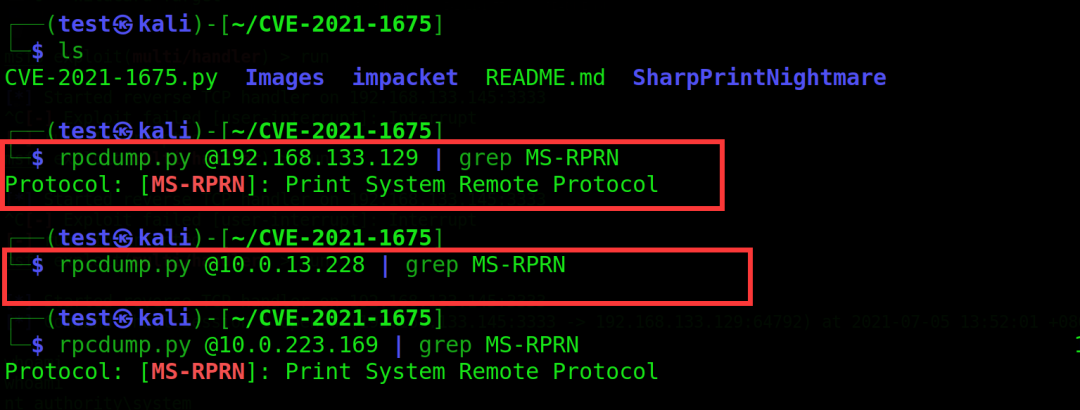 ┌──(test㉿kali)-[~/CVE-2021-1675]
└─$ ls
CVE-2021-1675.py  Images  impacket  README.md  SharpPrintNightmare
┌──(test㉿kali)-[~/CVE-2021-1675]
└─$ rpcdump.py @192.168.133.129 | grep MS-RPRN
Protocol: [MS-RPRN]: Print System Remote Protocol
┌──(test㉿kali)-[~/CVE-2021-1675]
└─$ rpcdump.py @10.0.13.228 | grep MS-RPRN
┌──(test㉿kali)-[~/CVE-2021-1675]
└─$ rpcdump.py @10.0.223.169 | grep MS-RPRN
Protocol: [MS-RPRN]: Print System Remote Protocol